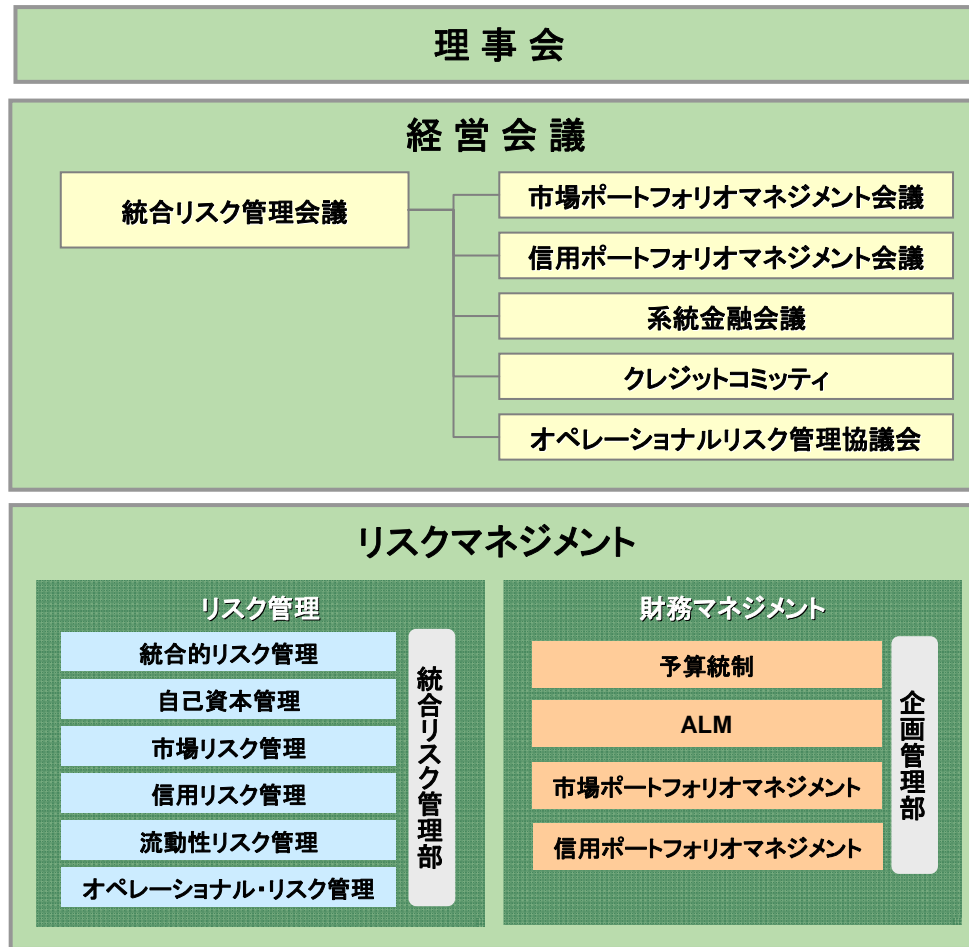 理事会
経営会議
統合リスク管理会議
市場ポートフォリオマネジメント会議
信用ポートフォリオマネジメント会議
系統金融会議
クレジットコミッティ
オペレーショナルリスク管理協議会
リスクマネジメント
リスク管理
統合的リスク管理
自己資本管理
市場リスク管理
信用リスク管理
流動性リスク管理
オペレーショナル・リスク管理
統合リスク管理部
財務マネジメント
予算統制
ALM
市場ポートフォリオマネジメント
信用ポートフォリオマネジメント
企画管理部